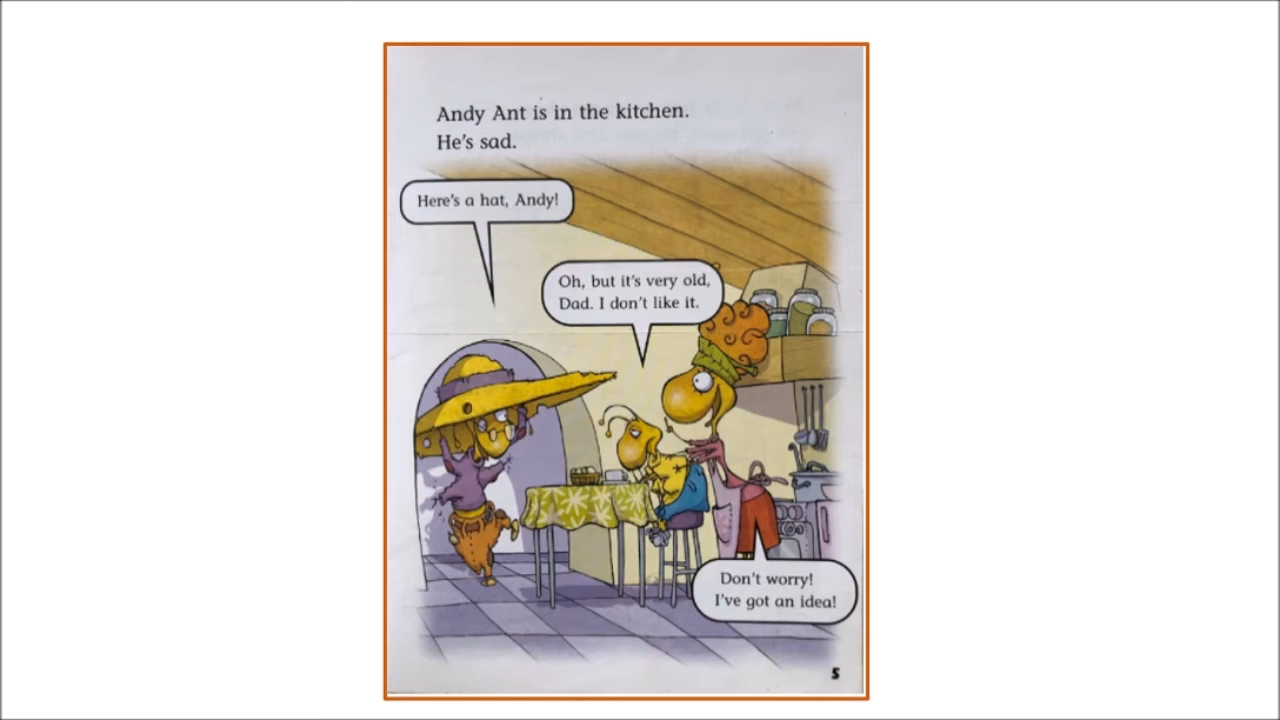 Andy Ant is in the kitchen.
He's sad.
Here's a hat, Andy!
Oh, but it's very old,
Dad. I don't like it.
Don't worry!
I've got an idea!
5